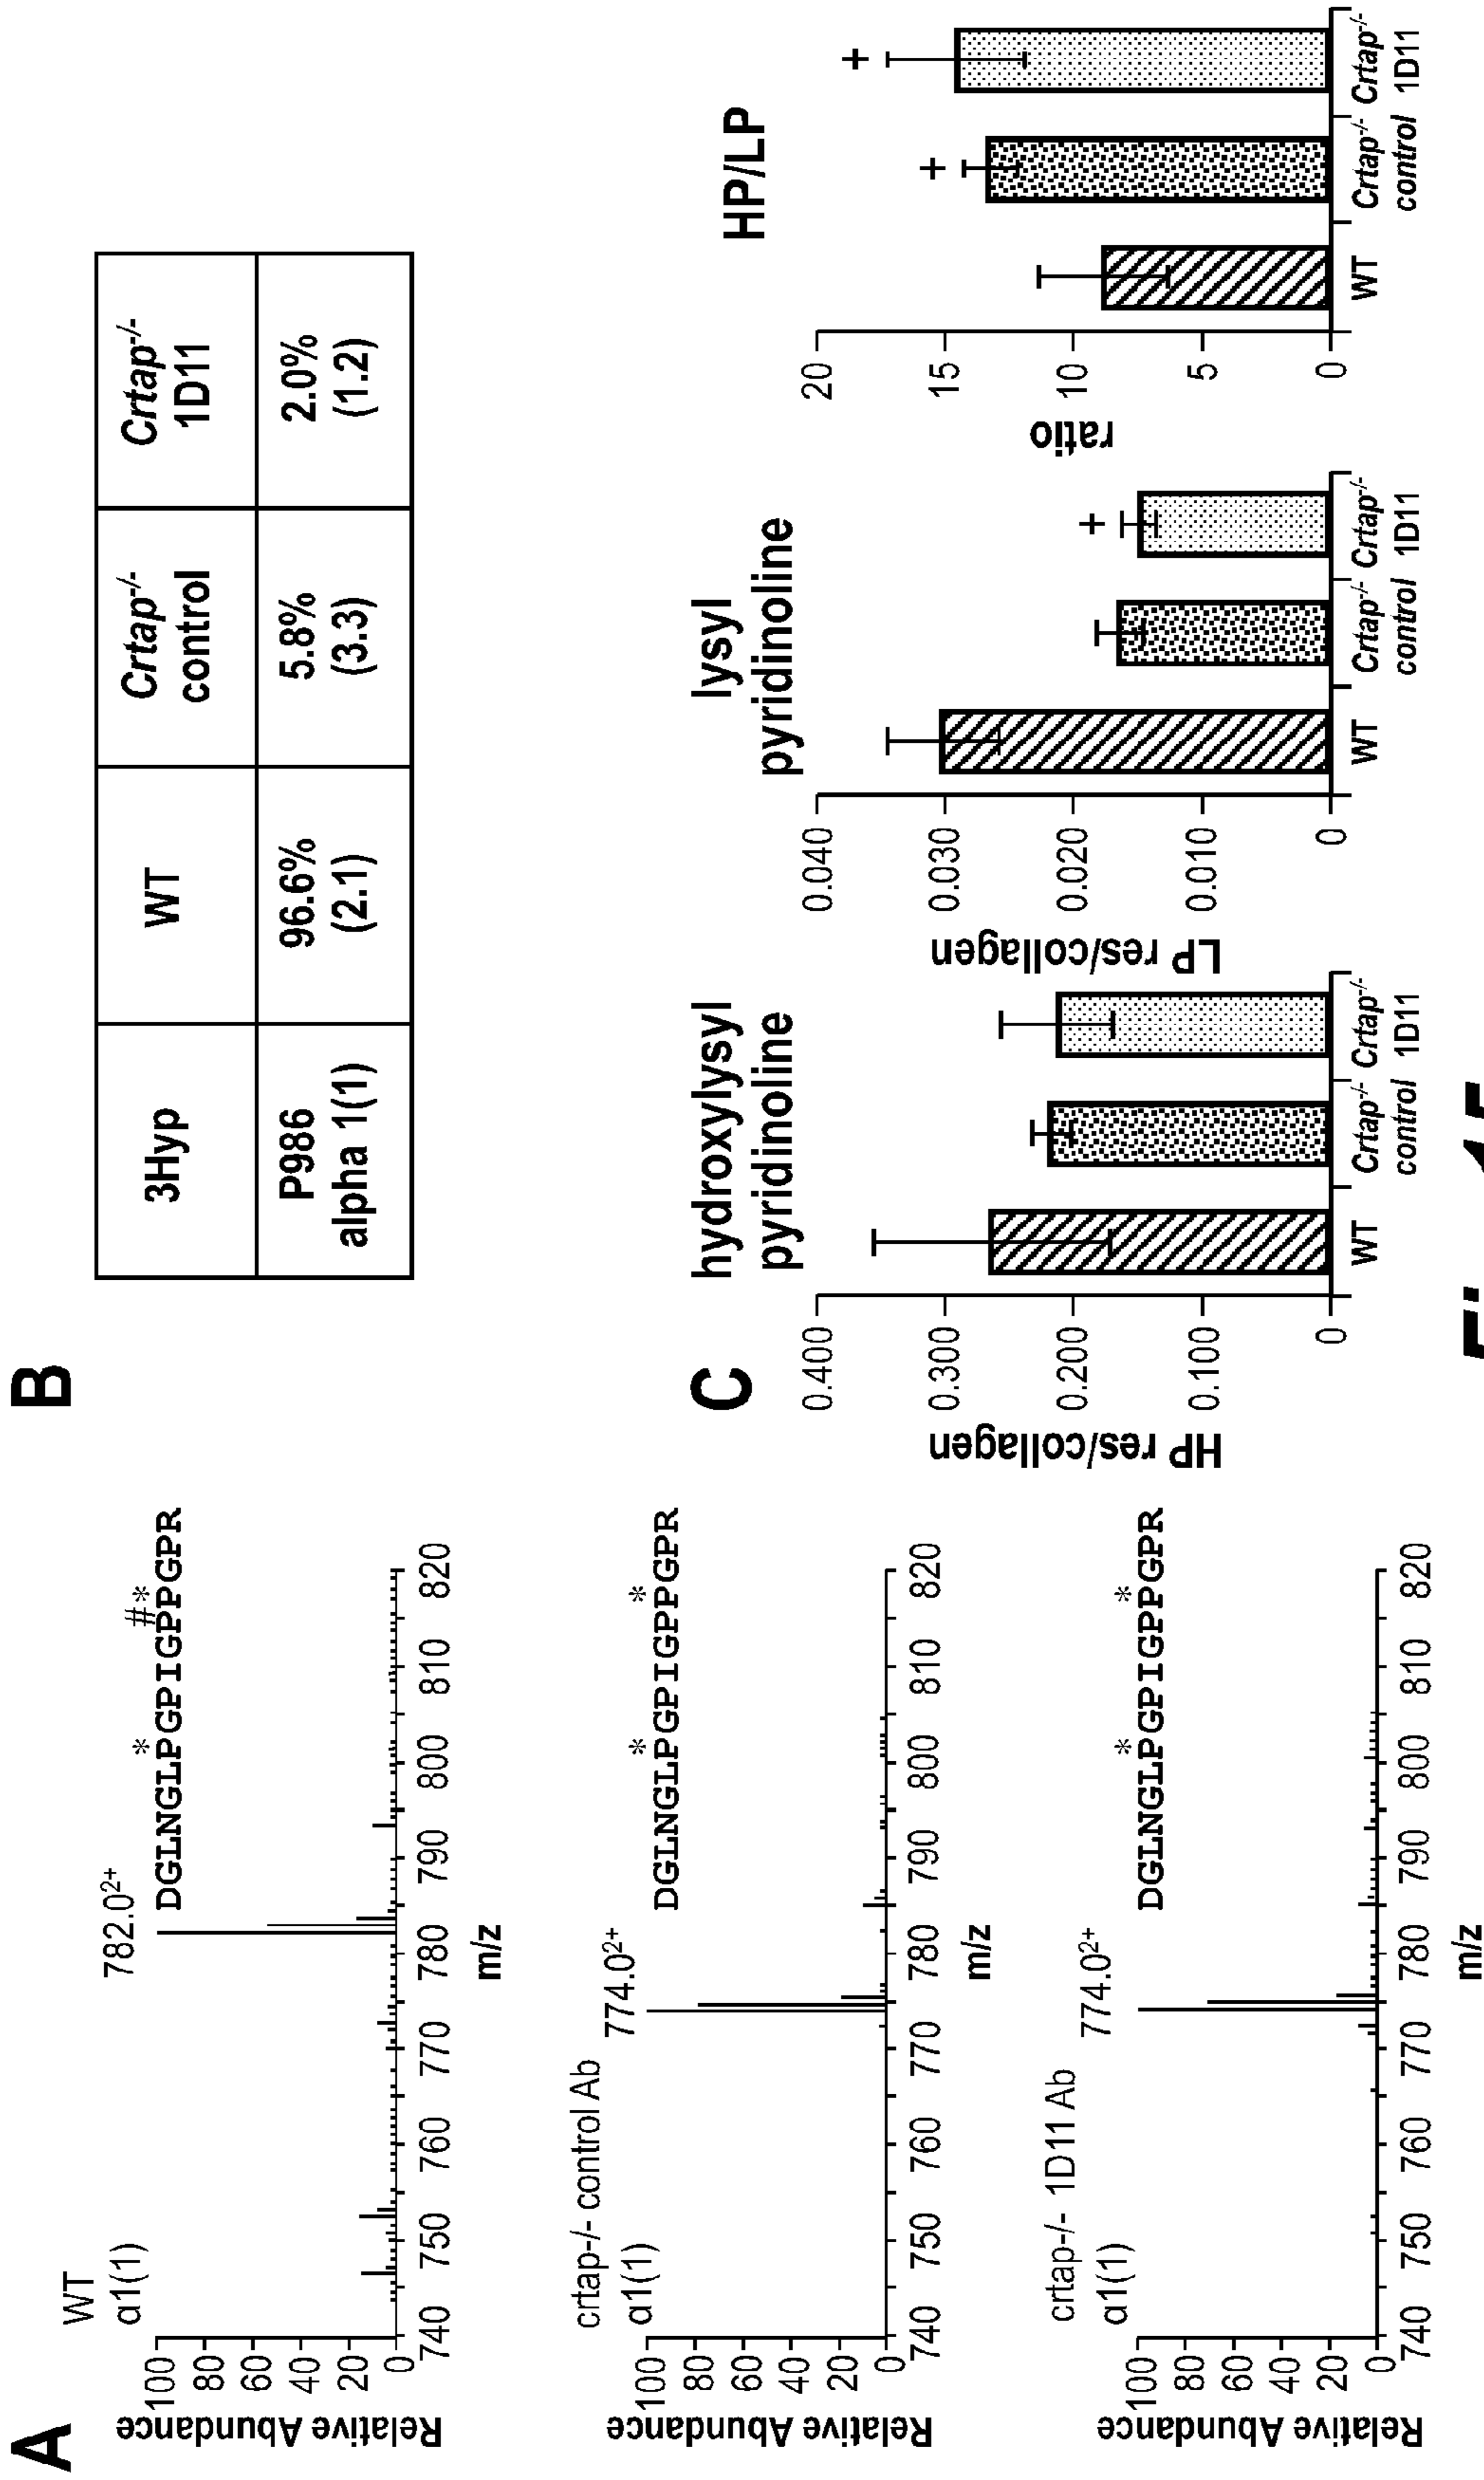 A
WT
α1(1)
782.0²⁺
* #*
DGLNGLPGPIGPPGPR
Relative Abundance
100
80
60
40
20
0
740 750 760 770 780 790 800 810 820
m/z
crtap-/- control Ab
α1(1)
774.0²⁺
* *
DGLNGLPGPIGPPGPR
Relative Abundance
100
80
60
40
20
0
740 750 760 770 780 790 800 810 820
m/z
crtap-/- 1D11 Ab
α1(1)
774.0²⁺
* *
DGLNGLPGPIGPPGPR
Relative Abundance
100
80
60
40
20
0
740 750 760 770 780 790 800 810 820
m/z
B
3Hyp WT Crtap-/- control Crtap-/- 1D11
P986 alpha 1(1) 96.6% (2.1) 5.8% (3.3) 2.0% (1.2)
C
hydroxylysyl
pyridinoline
HP res/collagen
0.400
0.300
0.200
0.100
0
WT Crtap-/- control Crtap-/- 1D11
lysyl
pyridinoline
LP res/collagen
0.040
0.030
0.020
0.010
0
+
WT Crtap-/- control Crtap-/- 1D11
HP/LP
ratio
20
15
10
5
0
+ +
WT Crtap-/- control Crtap-/- 1D11